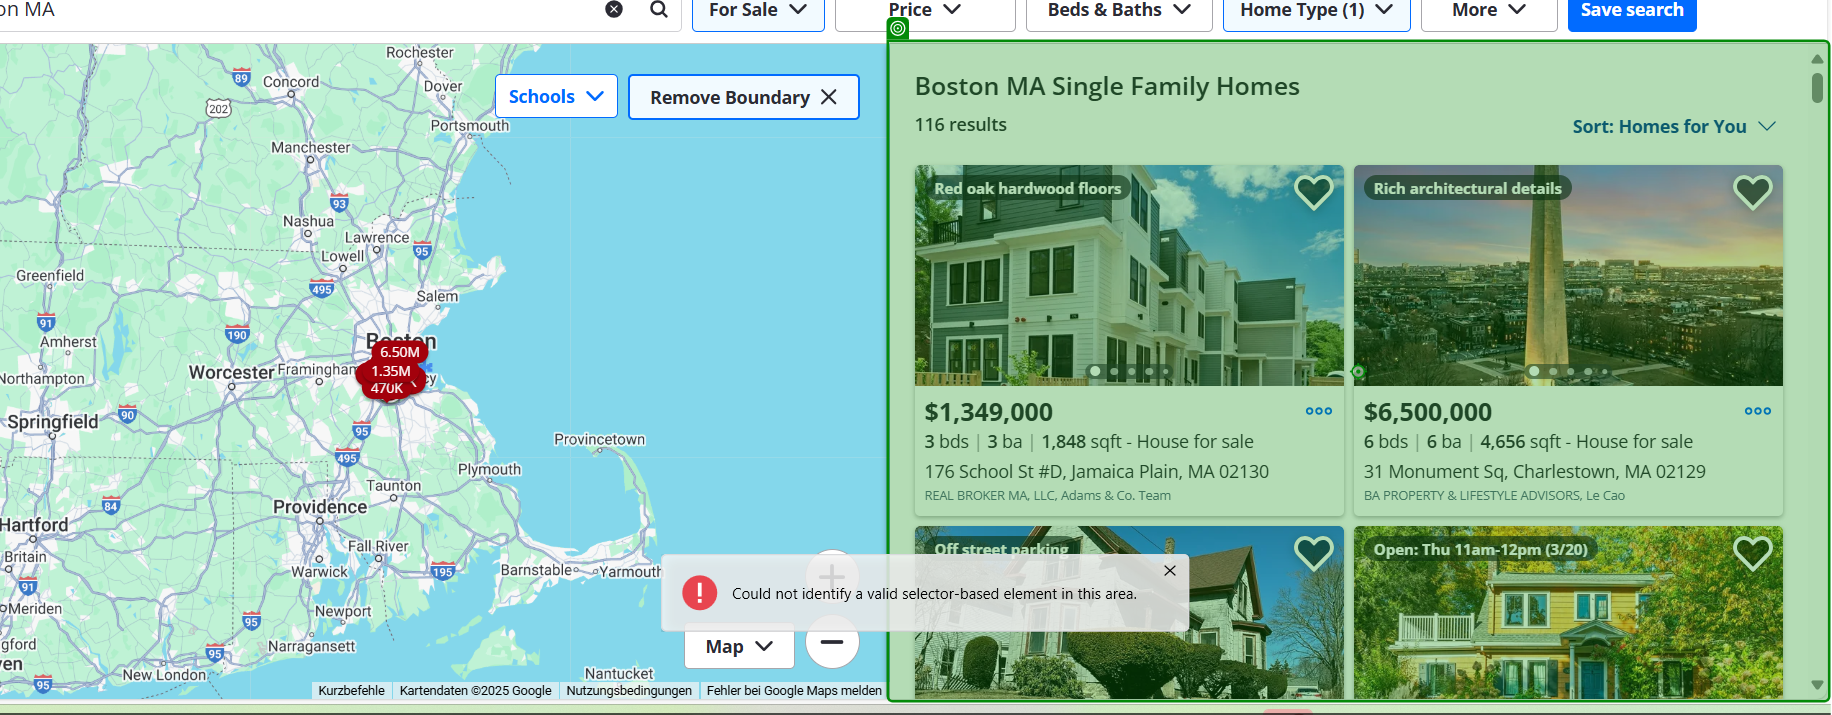 on MA
For Sale
Price
Beds & Baths
Home Type (1)
More
Save search
Schools
Remove Boundary
Rochester
89
Concord
Dover
202
Portsmouth
Manchester
93
Nashua
Lawrence
95
Lowell
Greenfield
495
Salem
91
190
Amherst
Boston
6.50M
1.35M
470K
Northampton
Worcester
Framingham
cy
90
Springfield
95
495
Provincetown
Plymouth
Taunton
84
Providence
Hartford
Fall River
Britain
Warwick
195
Barnstable
Yarmouth
91
Meriden
Newport
95
gford
Narragansett
ven
95
New London
95
Nantucket
Map
Kurzbefehle
Kartendaten ©2025 Google
Nutzungsbedingungen
Fehler bei Google Maps melden
Boston MA Single Family Homes
116 results
Sort: Homes for You
Red oak hardwood floors
$1,349,000
3 bds | 3 ba | 1,848 sqft - House for sale
176 School St #D, Jamaica Plain, MA 02130
REAL BROKER MA, LLC, Adams & Co. Team
Rich architectural details
$6,500,000
6 bds | 6 ba | 4,656 sqft - House for sale
31 Monument Sq, Charlestown, MA 02129
BA PROPERTY & LIFESTYLE ADVISORS, Le Cao
Off street parking
Open: Thu 11am-12pm (3/20)
Could not identify a valid selector-based element in this area.